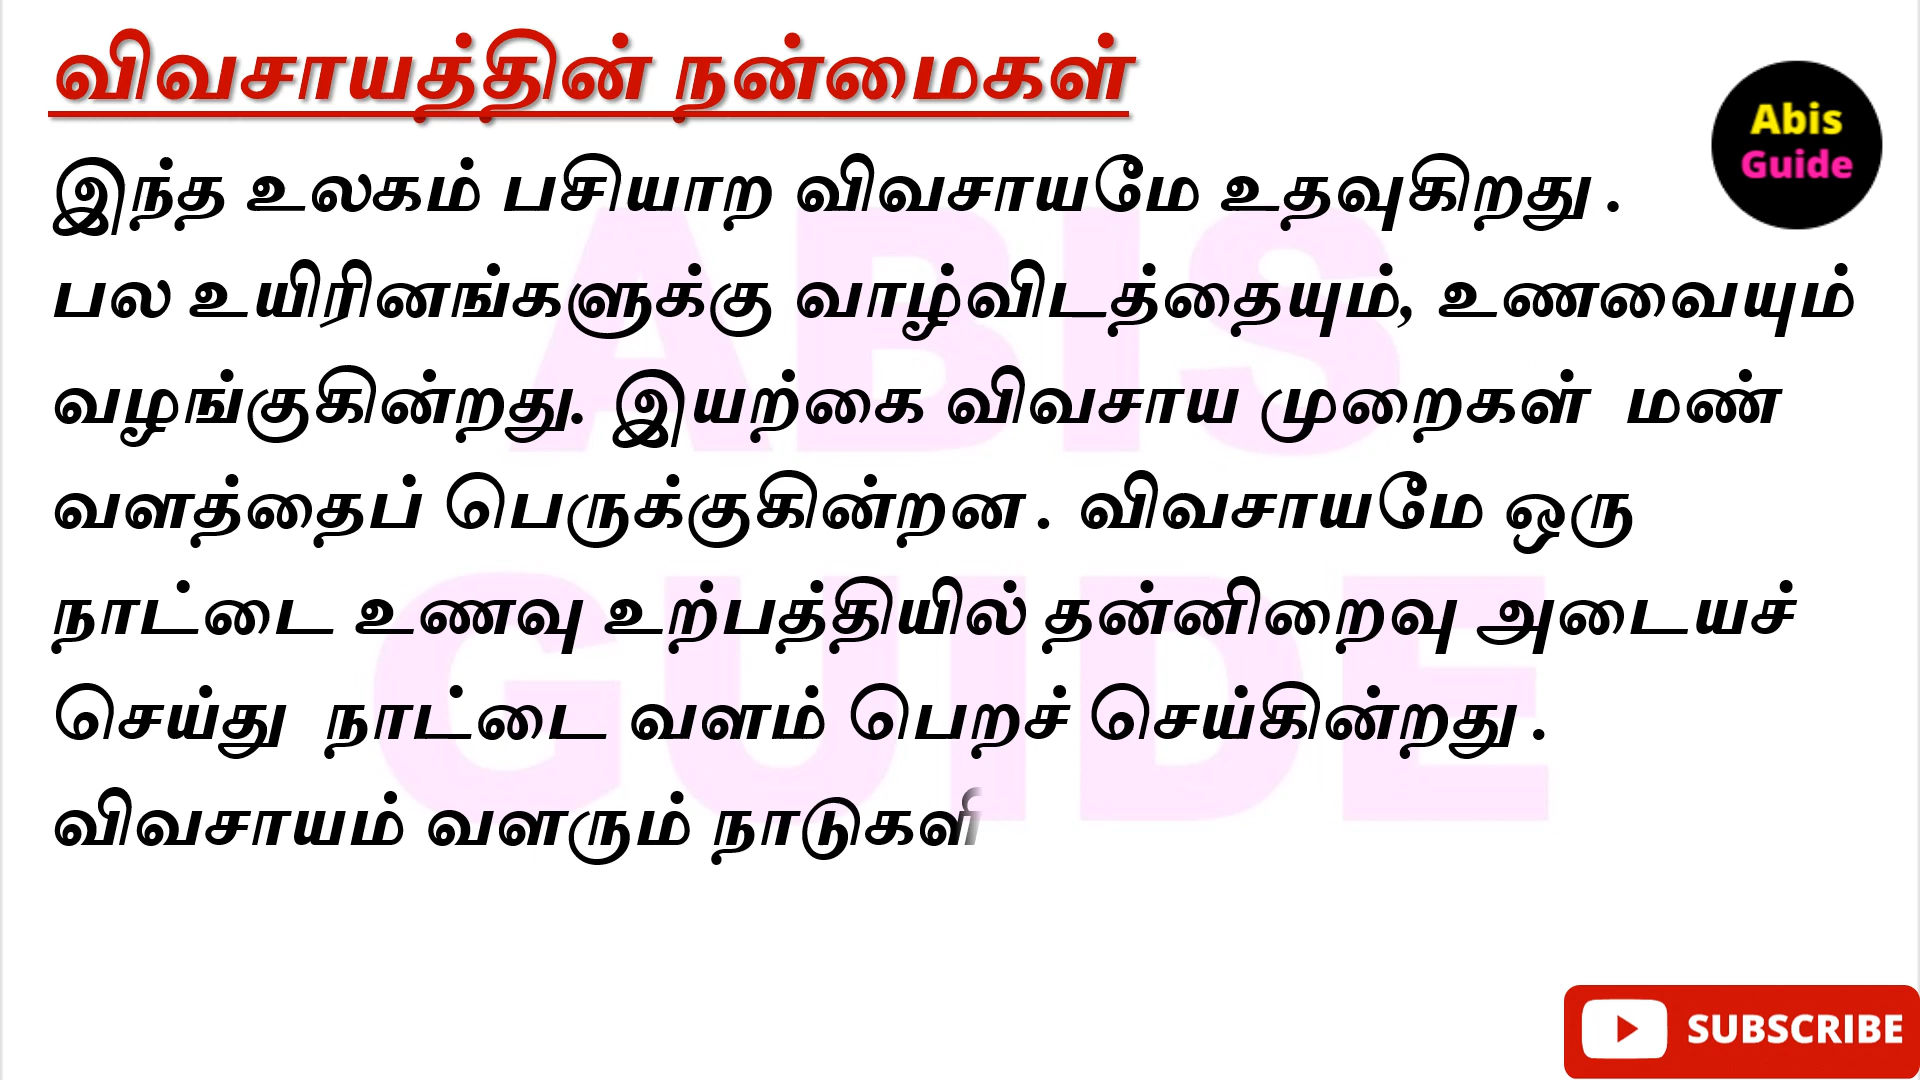 விவசாயத்தின் நன்மைகள்
Abis
Guide
இந்த உலகம் பசியாற விவசாயமே உதவுகிறது .
பல உயிரினங்களுக்கு வாழ்விடத்தையும், உணவையும்
வழங்குகின்றது. இயற்கை விவசாய முறைகள் மண்
வளத்தைப் பெருக்குகின்றன . விவசாயமே ஒரு
நாட்டை உணவு உற்பத்தியில் தன்னிறைவு அடையச்
செய்து நாட்டை வளம் பெறச் செய்கின்றது .
விவசாயம் வளரும் நாடுகளி
ABIS
GUIDE
SUBSCRIBE